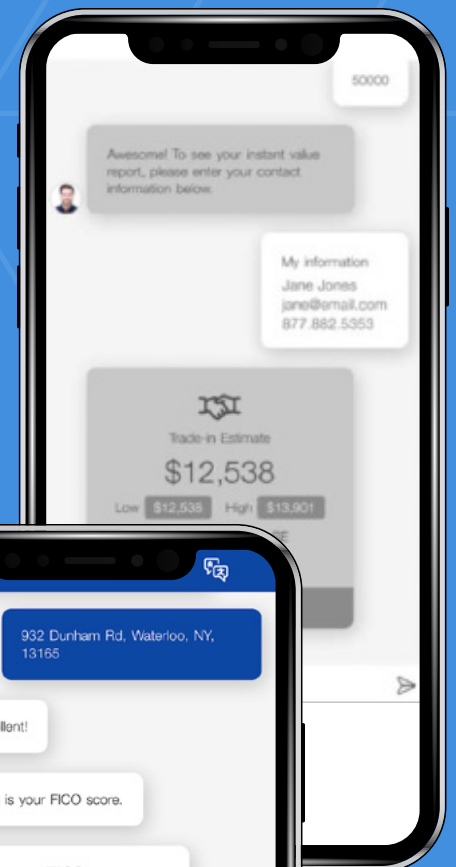 50000
Awesome! To see your instant value
report, please enter your contact
information below.
My information
Jane Jones
jane@email.com
877.882.5353
Trade-in Estimate
$12,538
Low $12,538 High $13,901
932 Dunham Rd, Waterloo, NY,
13165
is your FICO score.